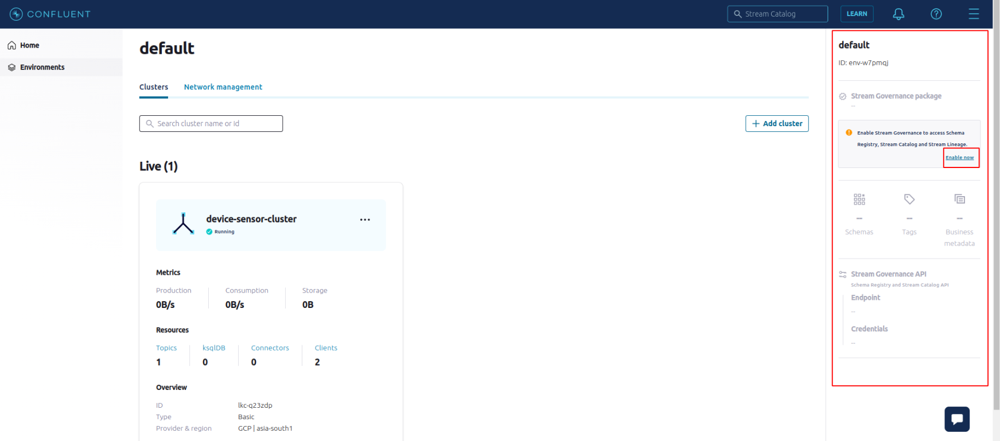 CONFLUENT
Stream Catalog
LEARN
Home
Environments
default
Clusters
Network management
Search cluster name or id
+ Add cluster
Live (1)
device-sensor-cluster
...
Running
Metrics
Production
Consumption
Storage
0B/s
0B/s
0B
Resources
Topics
ksqlDB
Connectors
Clients
1
0
0
2
Overview
ID
lkc-q23zdp
Type
Basic
Provider & region
GCP | asia-south1
default
ID: env-w7pmqj
Stream Governance package
--
Enable Stream Governance to access Schema
Registry, Stream Catalog and Stream Lineage.
Enable now
--
--
--
Schemas
Tags
Business
metadata
Stream Governance API
Schema Registry and Stream Catalog API
Endpoint
--
Credentials
--